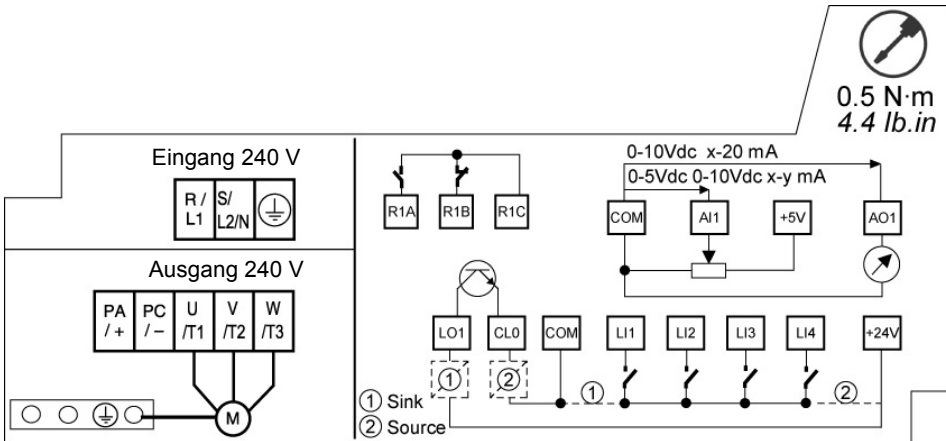 0.5 N·m
4.4 lb.in
Eingang 240 V
R / L1
S/ L2/N
Ausgang 240 V
PA / +
PC / –
U /T1
V /T2
W /T3
M
R1A
R1B
R1C
0-10Vdc x-20 mA
0-5Vdc 0-10Vdc x-y mA
COM
AI1
+5V
AO1
LO1
CL0
COM
LI1
LI2
LI3
LI4
+24V
①
②
①
②
① Sink
② Source